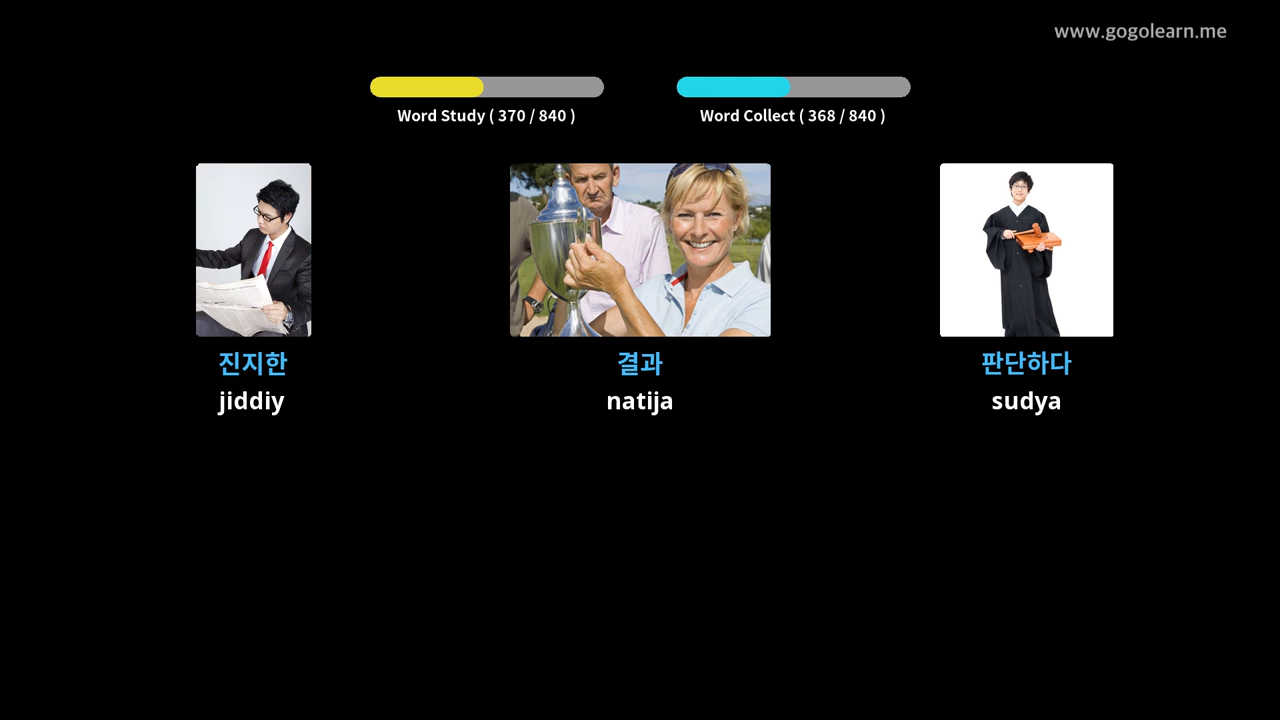 www.gogolearn.me
Word Study ( 370 / 840 )
Word Collect ( 368 / 840 )
진지한
jiddiy
결과
natija
판단하다
sudya